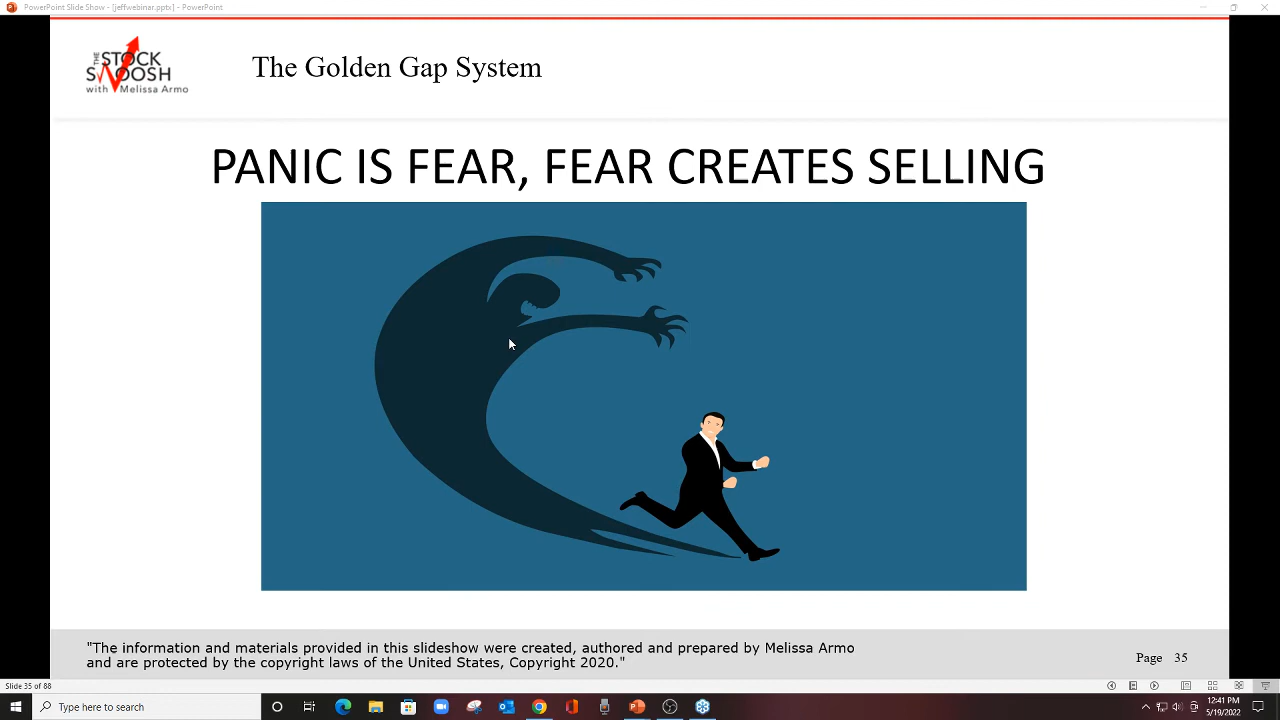 PowerPoint Slide Show - [jeffwebinar.pptx] - PowerPoint
THE STOCK
SWOOSH
with Melissa Armo
The Golden Gap System
PANIC IS FEAR, FEAR CREATES SELLING
"The information and materials provided in this slideshow were created, authored and prepared by Melissa Armo
and are protected by the copyright laws of the United States, Copyright 2020."
Page 35
Slide 35 of 88
Type here to search
12:41 PM
5/19/2022